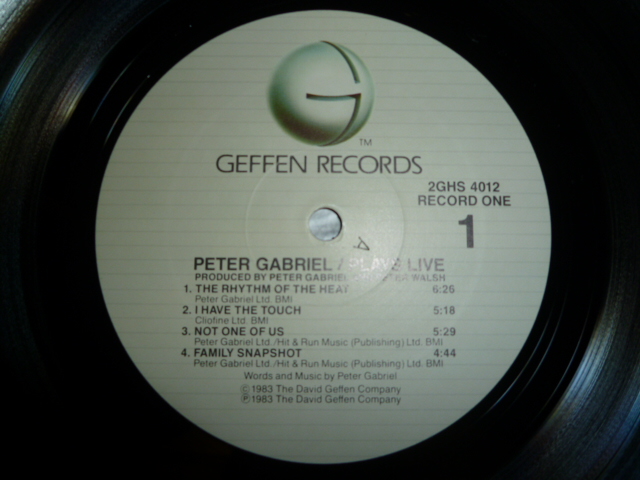 G
TM
GEFFEN RECORDS
2GHS 4012
RECORD ONE
1
A
PETER GABRIEL / PLAYS LIVE
PRODUCED BY PETER GABRIEL WALSH
1. THE RHYTHM OF THE HEAT 6:26
Peter Gabriel Ltd. BMI
2. I HAVE THE TOUCH 5:18
Cliofine Ltd. BMI
3. NOT ONE OF US 5:29
Peter Gabriel Ltd./Hit & Run Music (Publishing) Ltd. BMI
4. FAMILY SNAPSHOT 4:44
Peter Gabriel Ltd./Hit & Run Music (Publishing) Ltd. BMI
Words and Music by Peter Gabriel.
© 1983 The David Geffen Company
℗ 1983 The David Geffen Company